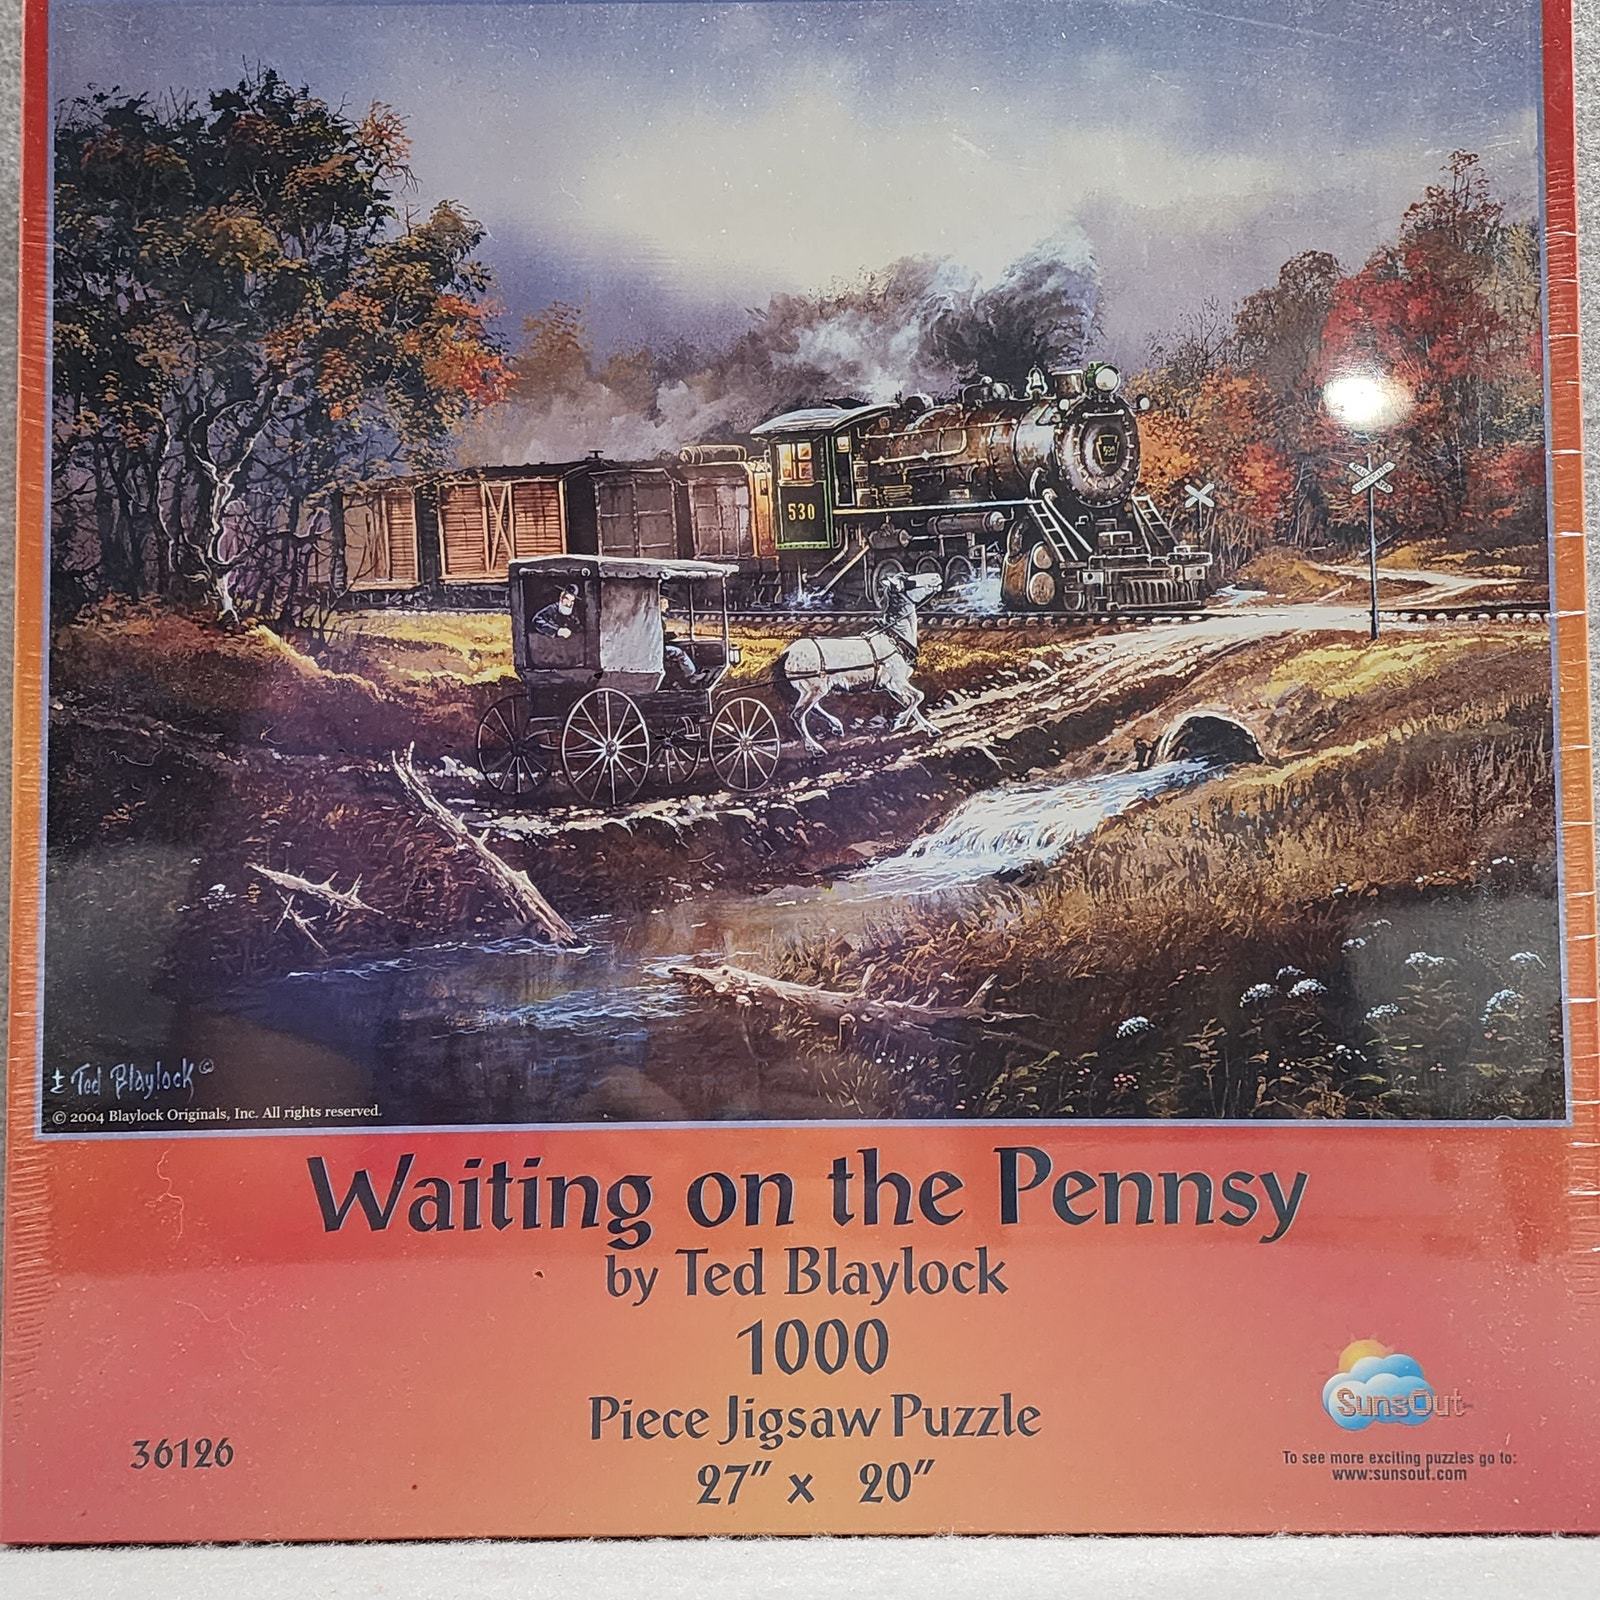 530
Ted Blaylock ©
© 2004 Blaylock Originals, Inc. All rights reserved.
Waiting on the Pennsy
by Ted Blaylock
1000
Piece Jigsaw Puzzle
27" x 20"
36126
SunsOut
To see more exciting puzzles go to:
www.sunsout.com